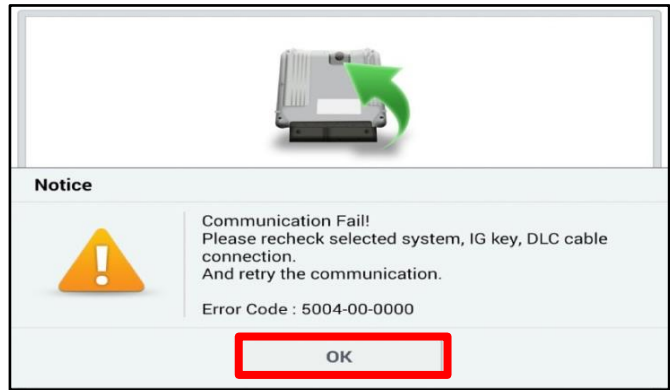 Notice
Communication Fail!
Please recheck selected system, IG key, DLC cable
connection.
And retry the communication.
Error Code : 5004-00-0000
OK